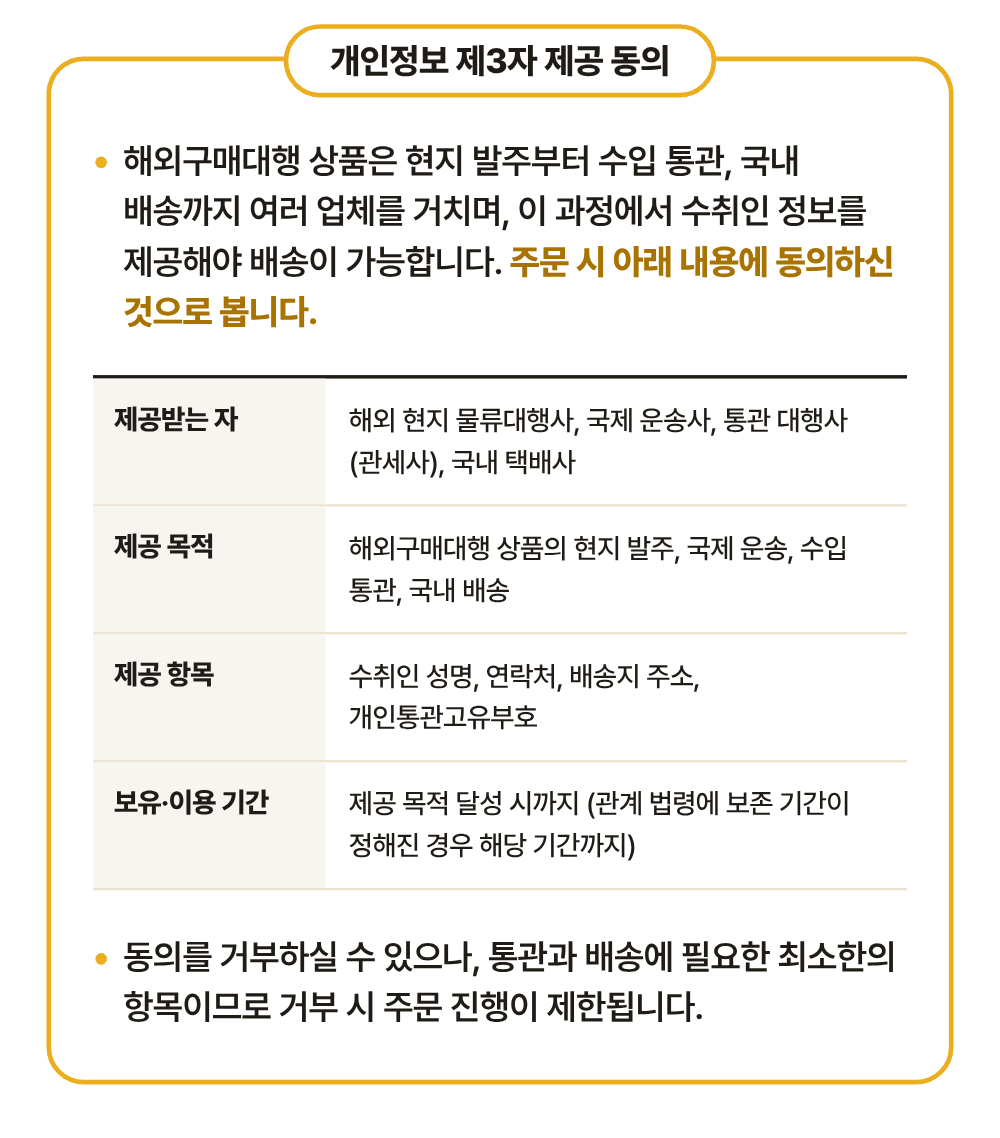 개인정보 제3자 제공 동의
• 해외구매대행 상품은 현지 발주부터 수입 통관, 국내
배송까지 여러 업체를 거치며, 이 과정에서 수취인 정보를
제공해야 배송이 가능합니다. 주문 시 아래 내용에 동의하신
것으로 봅니다.
제공받는 자
해외 현지 물류대행사, 국제 운송사, 통관 대행사
(관세사), 국내 택배사
제공 목적
해외구매대행 상품의 현지 발주, 국제 운송, 수입
통관, 국내 배송
제공 항목
수취인 성명, 연락처, 배송지 주소,
개인통관고유부호
보유·이용 기간
제공 목적 달성 시까지 (관계 법령에 보존 기간이
정해진 경우 해당 기간까지)
• 동의를 거부하실 수 있으나, 통관과 배송에 필요한 최소한의
항목이므로 거부 시 주문 진행이 제한됩니다.